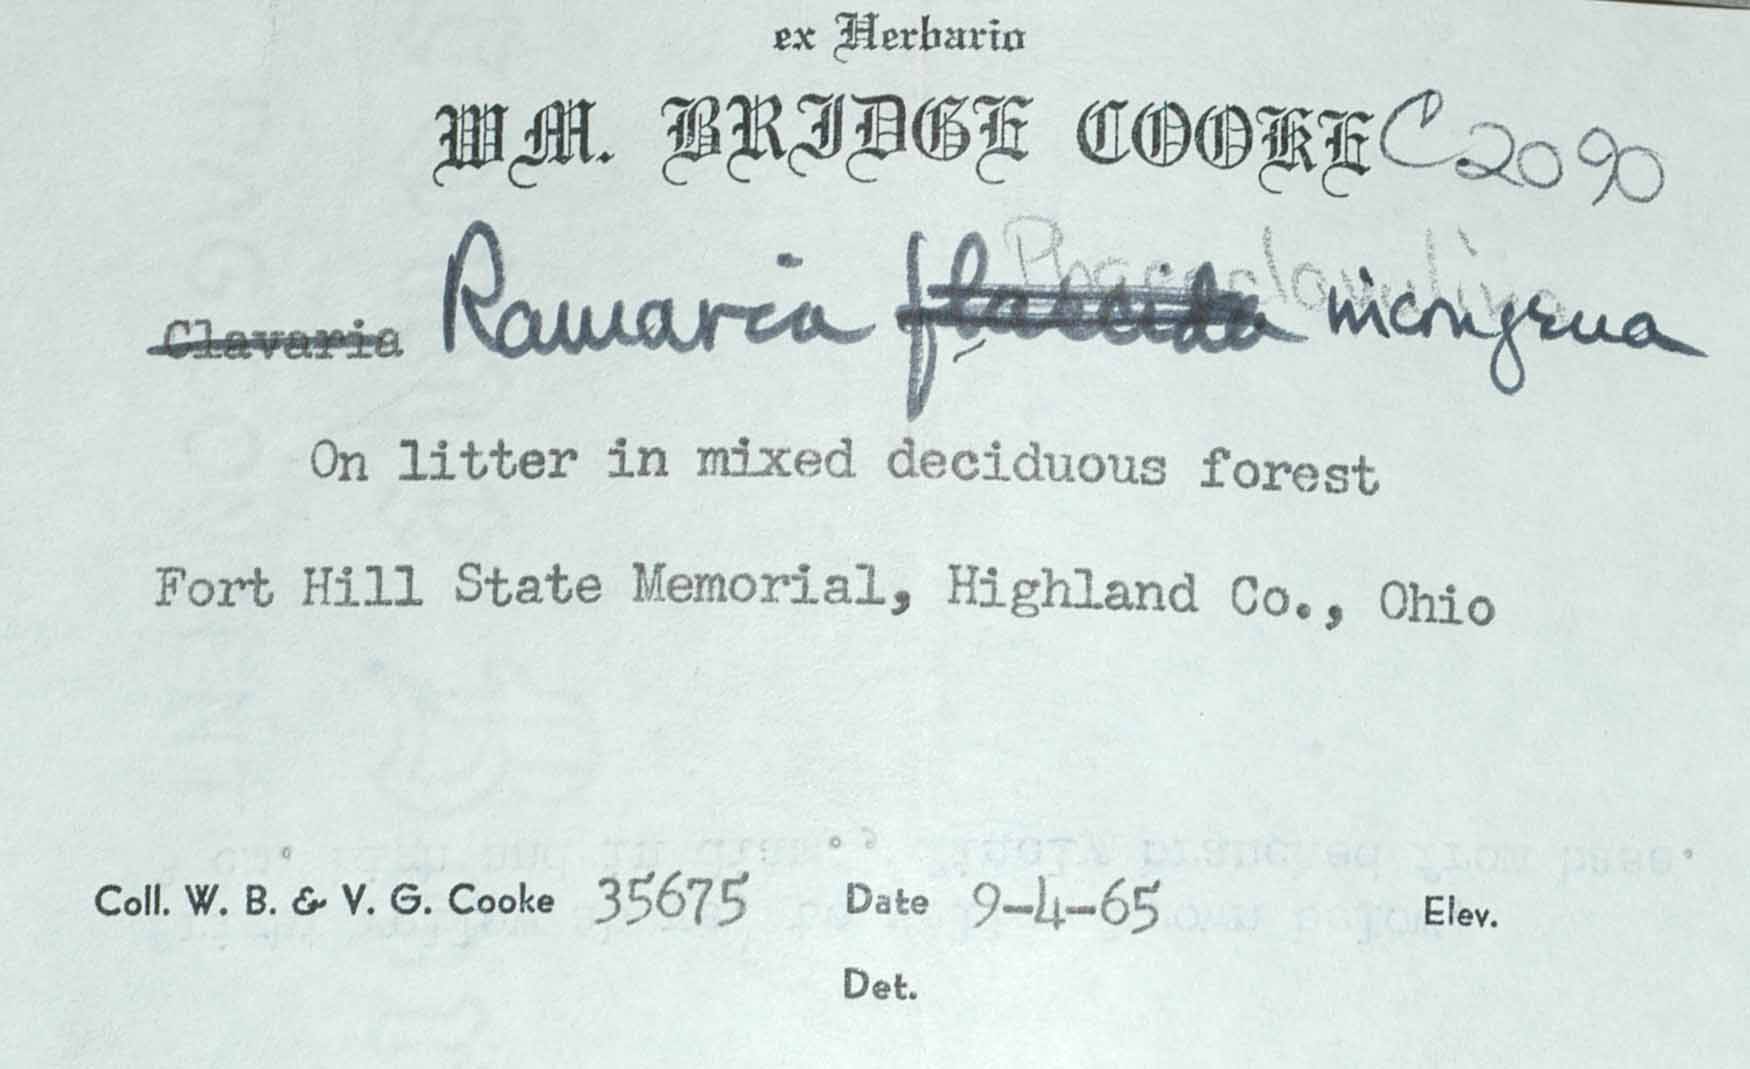 ex Herbario
WM. BRIDGE COOKE C2090
Phaeoclavulina
Clavaria Ramaria flaccida incongrua
On litter in mixed deciduous forest
Fort Hill State Memorial, Highland Co., Ohio
Coll. W. B. & V. G. Cooke 35675 Date 9-4-65 Elev.
Det.